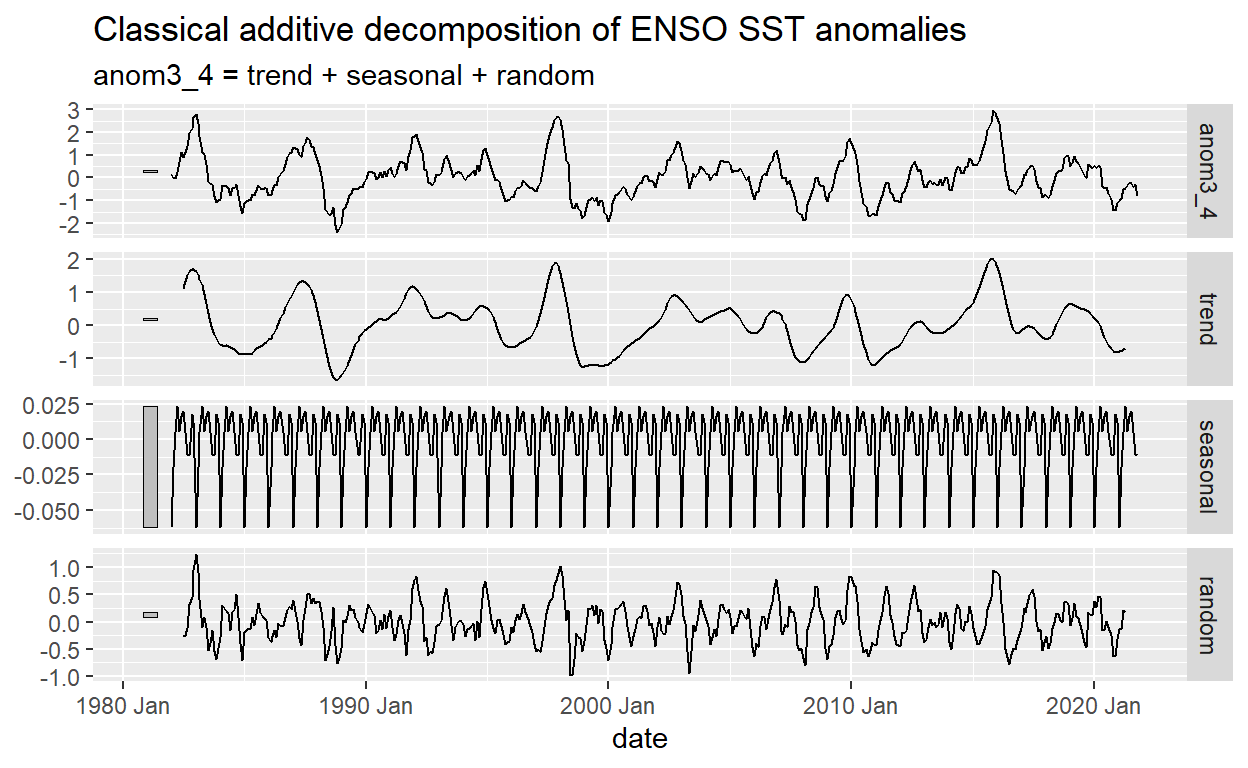 Classical additive decomposition of ENSO SST anomalies
anom3_4 = trend + seasonal + random
3
2
1
0
-1
-2
anom3_4
2
1
0
-1
trend
0.025
0.000
-0.025
-0.050
seasonal
1.0
0.5
0.0
-0.5
-1.0
random
1980 Jan
1990 Jan
2000 Jan
2010 Jan
2020 Jan
date